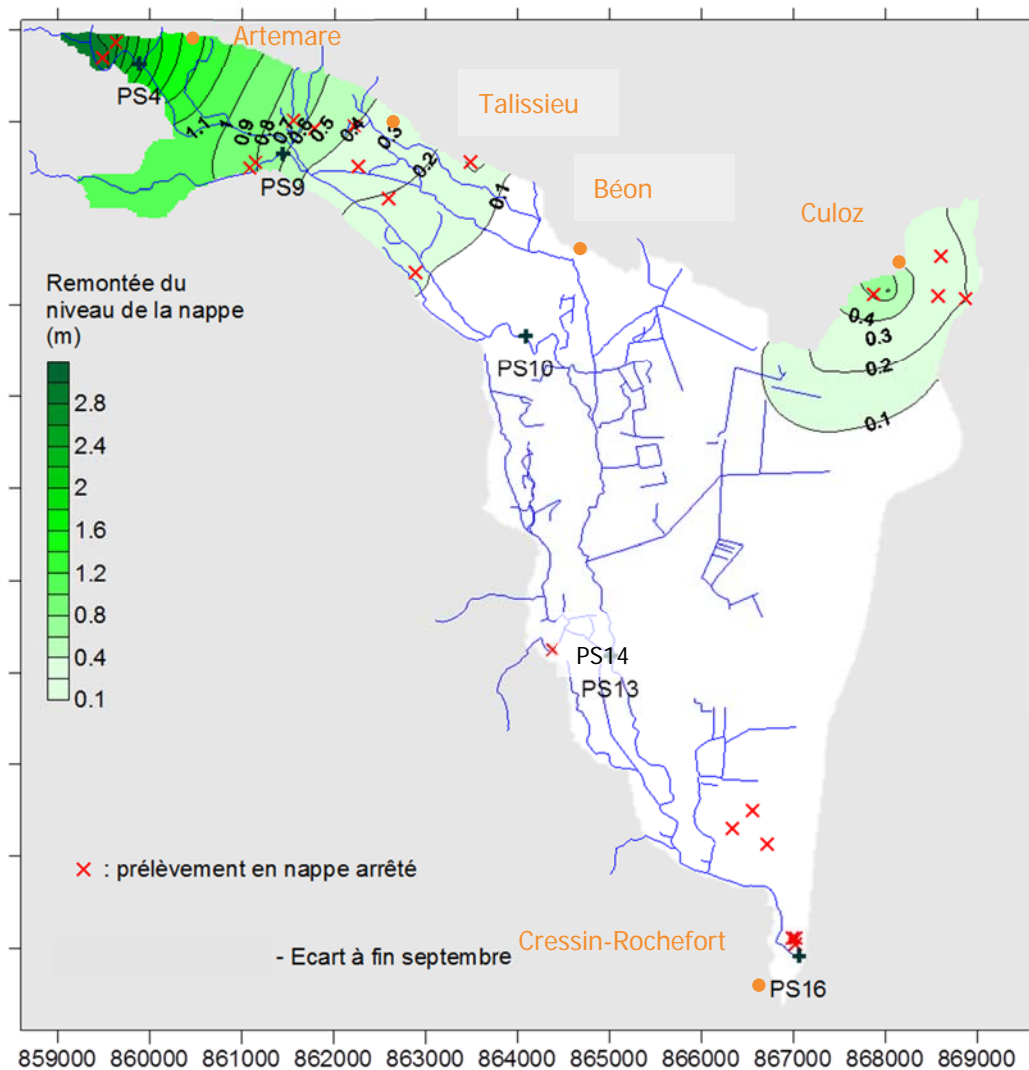 Artemare
PS4
Talissieu
1.1
1
0.9
0.8
0.7
0.6
0.5
0.4
0.3
0.2
0.1
PS9
Béon
Culoz
Remontée du
niveau de la nappe
(m)
0.4
0.3
0.2
0.1
PS10
2.8
2.4
2
1.6
1.2
0.8
0.4
0.1
PS14
PS13
× : prélèvement en nappe arrêté
- Ecart à fin septembre
Cressin-Rochefort
PS16
859000 860000 861000 862000 863000 864000 865000 866000 867000 868000 869000